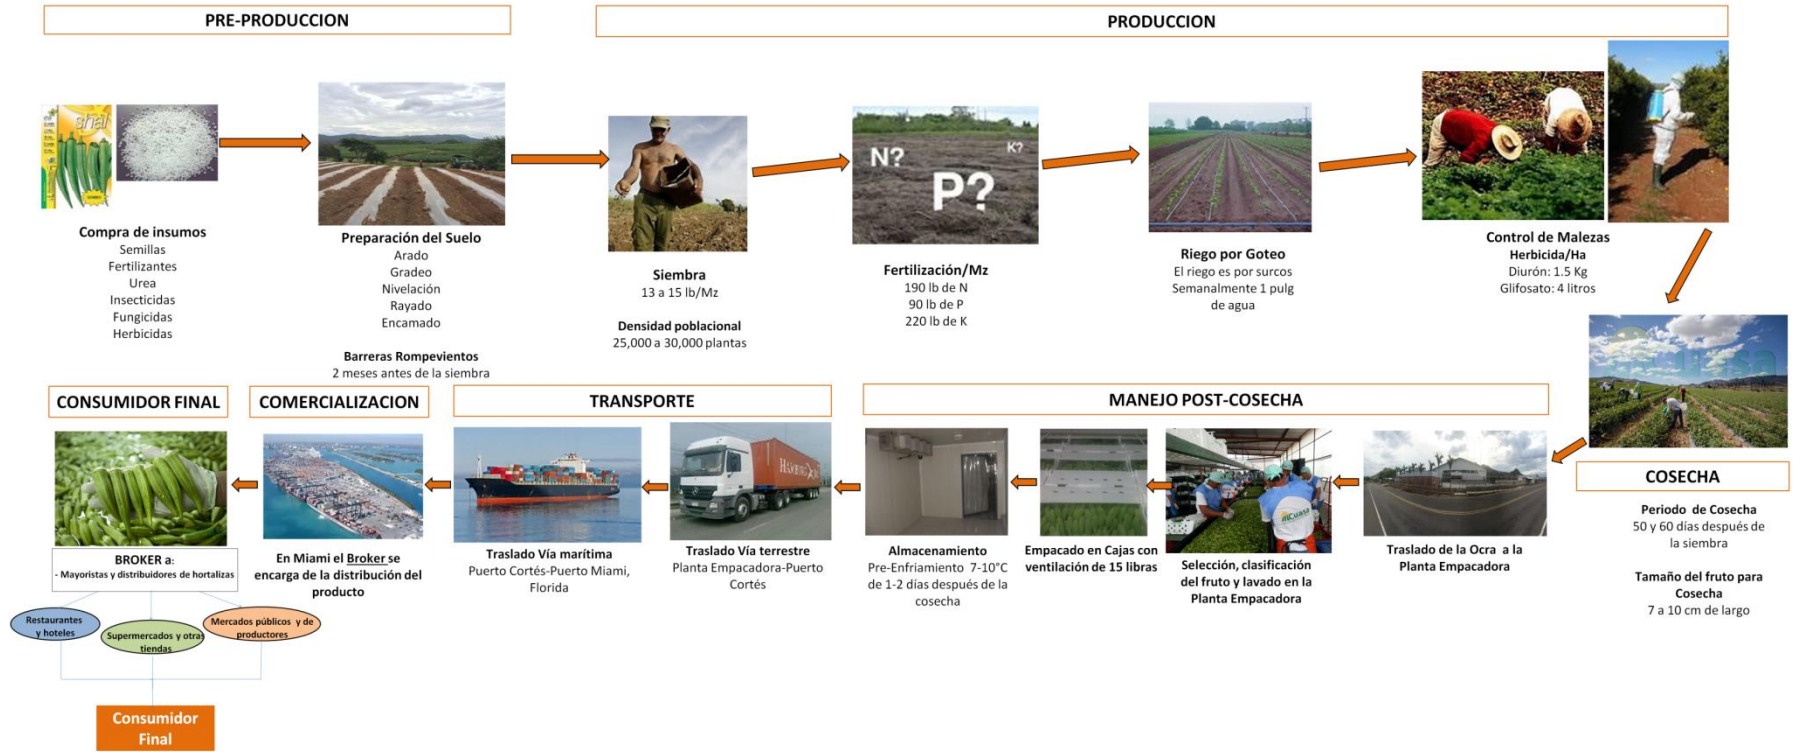 PRE-PRODUCCION
PRODUCCION
shal
Compra de insumos
Semillas
Fertilizantes
Urea
Insecticidas
Fungicidas
Herbicidas
Preparación del Suelo
Arado
Gradeo
Nivelación
Rayado
Encamado
Barreras Rompevientos
2 meses antes de la siembra
Siembra
13 a 15 lb/Mz
Densidad poblacional
25,000 a 30,000 plantas
N?
K?
P?
Fertilización/Mz
190 lb de N
90 lb de P
220 lb de K
Riego por Goteo
El riego es por surcos
Semanalmente 1 pulg
de agua
Control de Malezas
Herbicida/Ha
Diurón: 1.5 Kg
Glifosato: 4 litros
COSECHA
Periodo de Cosecha
50 y 60 días después de
la siembra
Tamaño del fruto para
Cosecha
7 a 10 cm de largo
MANEJO POST-COSECHA
Traslado de la Ocra a la
Planta Empacadora
Cuasa
Selección, clasificación
del fruto y lavado en la
Planta Empacadora
Empacado en Cajas con
ventilación de 15 libras
Almacenamiento
Pre-Enfriamiento 7-10°C
de 1-2 días después de la
cosecha
TRANSPORTE
Traslado Vía terrestre
Planta Empacadora-Puerto
Cortés
Traslado Vía marítima
Puerto Cortés-Puerto Miami,
Florida
COMERCIALIZACION
En Miami el Broker se
encarga de la distribución del
producto
CONSUMIDOR FINAL
BROKER a:
- Mayoristas y distribuidores de hortalizas
Restaurantes
y hoteles
Supermercados y otras
tiendas
Mercados públicos y de
productores
Consumidor
Final